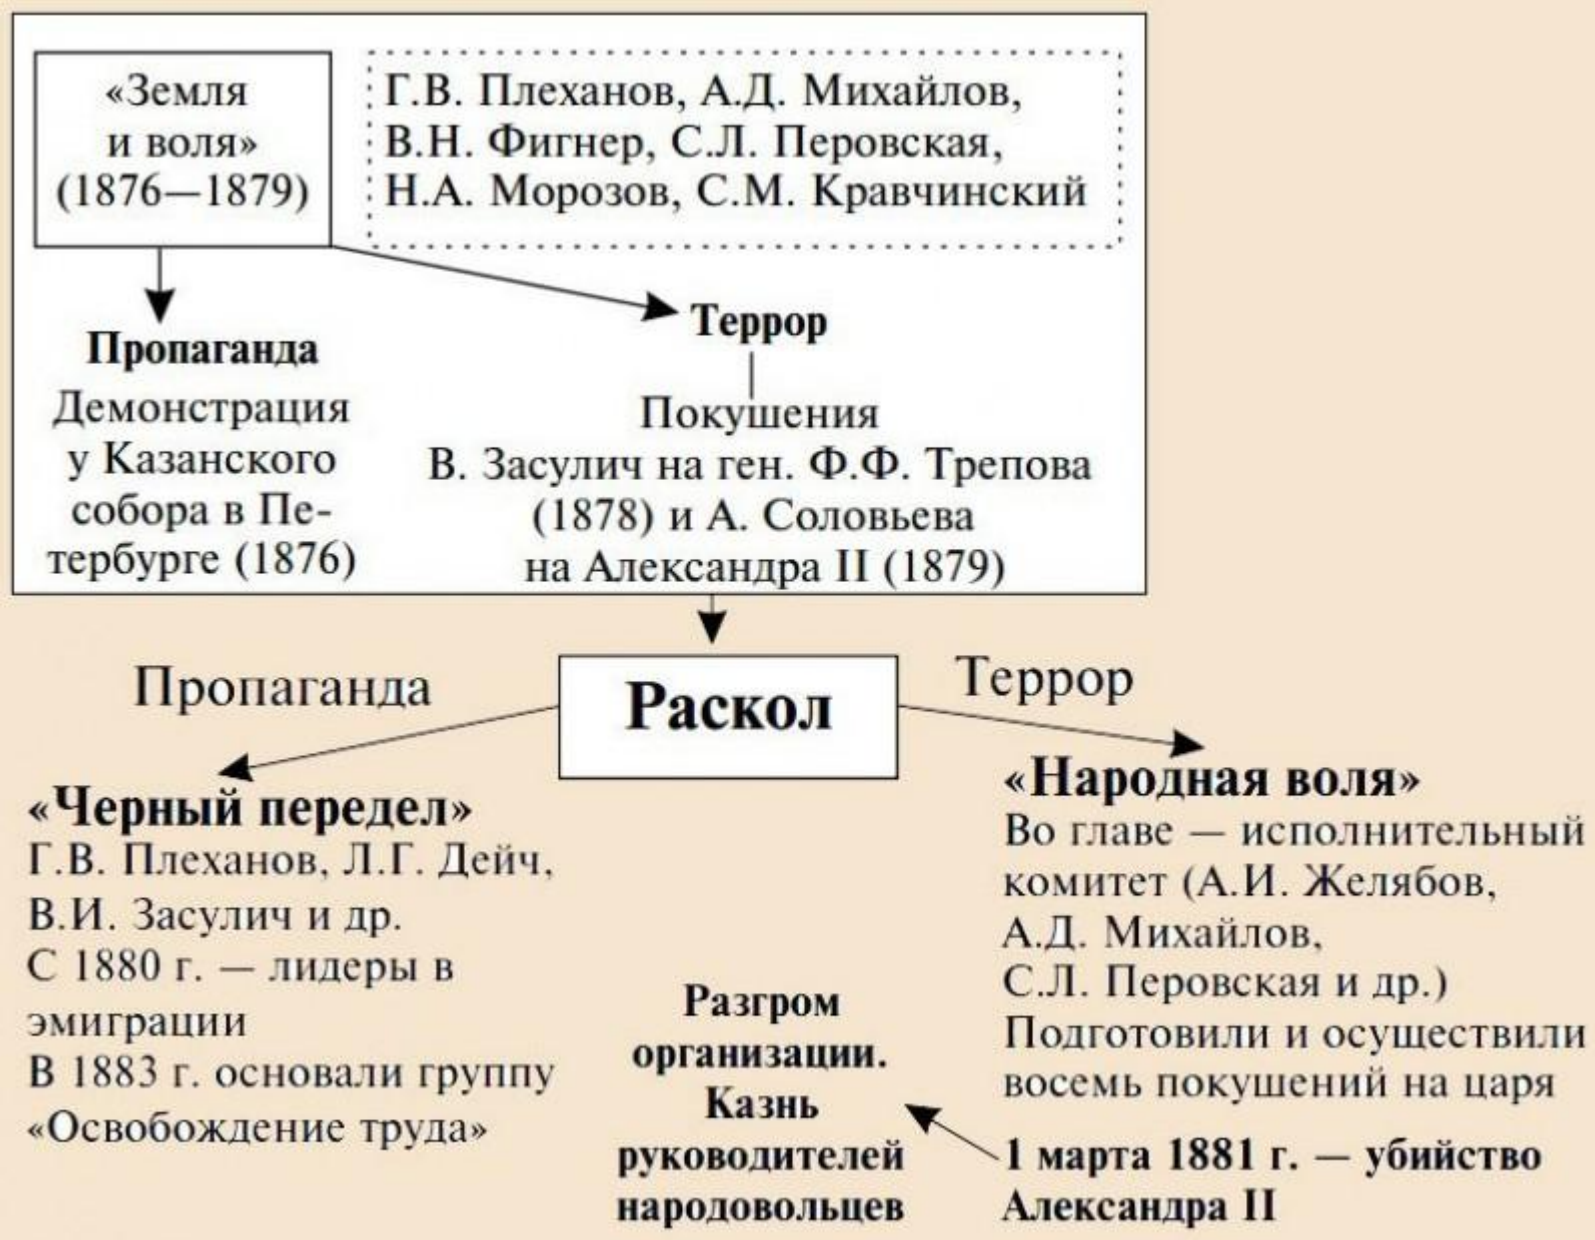 «Земля
и воля»
(1876—1879)
Г.В. Плеханов, А.Д. Михайлов,
В.Н. Фигнер, С.Л. Перовская,
Н.А. Морозов, С.М. Кравчинский
Пропаганда
Демонстрация
у Казанского
собора в Пе-
тербурге (1876)
Террор
Покушения
В. Засулич на ген. Ф.Ф. Трепова
(1878) и А. Соловьева
на Александра II (1879)
Раскол
Пропаганда
Террор
«Черный передел»
Г.В. Плеханов, Л.Г. Дейч,
В.И. Засулич и др.
С 1880 г. — лидеры в
эмиграции
В 1883 г. основали группу
«Освобождение труда»
«Народная воля»
Во главе — исполнительный
комитет (А.И. Желябов,
А.Д. Михайлов,
С.Л. Перовская и др.)
Подготовили и осуществили
восемь покушений на царя
1 марта 1881 г. — убийство
Александра II
Разгром
организации.
Казнь
руководителей
народовольцев